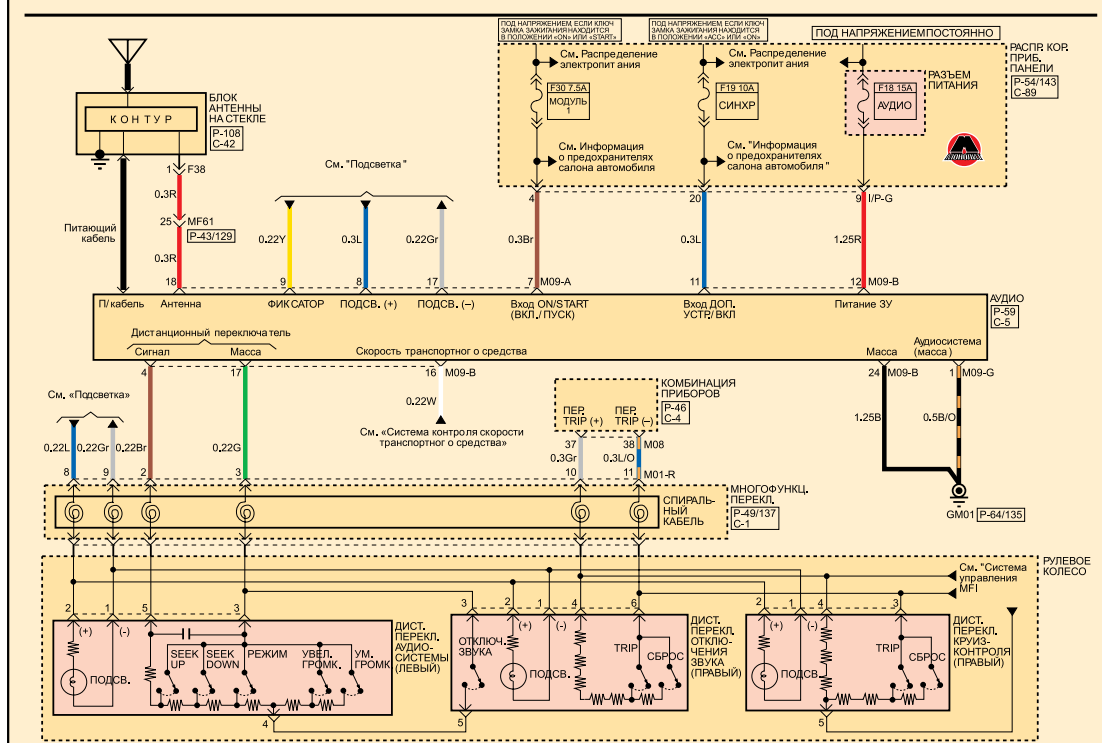 ПОД НАПРЯЖЕНИЕМ, ЕСЛИ КЛЮЧ
ЗАМКА ЗАЖИГАНИЯ НАХОДИТСЯ
В ПОЛОЖЕНИИ «ON» ИЛИ «START»
ПОД НАПРЯЖЕНИЕМ, ЕСЛИ КЛЮЧ
ЗАМКА ЗАЖИГАНИЯ НАХОДИТСЯ
В ПОЛОЖЕНИИ «ACC» ИЛИ «ON»
ПОД НАПРЯЖЕНИЕМ ПОСТОЯННО
См. Распределение
электропит ания
См. Распределение
электропит ания
РАСПР. КОР.
ПРИБ.
ПАНЕЛИ
P-54/143
C-89
F30 7.5A
МОДУЛЬ
1
F19 10A
СИНХР
F18 15A
АУДИО
РАЗЪЕМ
ПИТАНИЯ
См. Информация
о предохранителях
салона автомобиля
См. "Информация
о предохранителях
салона автомобиля "
БЛОК
АНТЕННЫ
НА СТЕКЛЕ
P-108
C-42
К О Н Т У Р
1 F38
0.3R
25 MF61
P-43/129
0.3R
18
Питающий
кабель
См. "Подсветка "
0.22Y 0.3L 0.22Gr
9 8 17
4 20 9 I/P-G
0.3Br 0.3L 1.25R
7 M09-A 11 12 M09-B
П/кабель Антенна ФИКСАТОР ПОДСВ. (+) ПОДСВ. (–)
Вход ON/START
(ВКЛ./ ПУСК)
Вход ДОП.
УСТР./ ВКЛ
Питание ЗУ
АУДИО
P-59
C-5
Дистанционный переключатель
Сигнал Масса
Скорость транспортног о средства
Масса
Аудиосистема
(масса)
4 17 16 M09-B 24 M09-B 1 M09-G
См. «Подсветка»
0.22L 0.22Gr 0.22Br 0.22G
0.22W
См. «Система контроля скорости
транспортног о средства»
КОМБИНАЦИЯ
ПРИБОРОВ
P-46
C-4
ПЕР.
TRIP (+)
ПЕР.
TRIP (–)
37 38 M08
0.3Gr 0.3L/O
10 11 M01-R
1.25B 0.5B/O
GM01 P-64/135
8 9 2 3
СПИРАЛЬ-
НЫЙ
КАБЕЛЬ
МНОГОФУНКЦ.
ПЕРЕКЛ.
P-49/137
C-1
РУЛЕВОЕ
КОЛЕСО
См. "Система
управления
MFI
2 1 5 3
(+) (-)
ПОДСВ.
SEEK
UP
SEEK
DOWN
РЕЖИМ
УВЕЛ.
ГРОМК.
УМ.
ГРОМК
4
ДИСТ.
ПЕРЕКЛ.
АУДИО-
СИСТЕМЫ
(ЛЕВЫЙ)
3 2 1 4 6
ОТКЛЮЧ.
ЗВУКА
(+) (-)
ПОДСВ.
TRIP
СБРОС
5
ДИСТ.
ПЕРЕКЛ.
ОТКЛЮ-
ЧЕНИЯ
ЗВУКА
(ПРАВЫЙ)
2 1 4 3
(+) (-)
ПОДСВ.
TRIP
СБРОС
5
ДИСТ.
ПЕРЕКЛ.
КРУИЗ-
КОНТРОЛЯ
(ПРАВЫЙ)